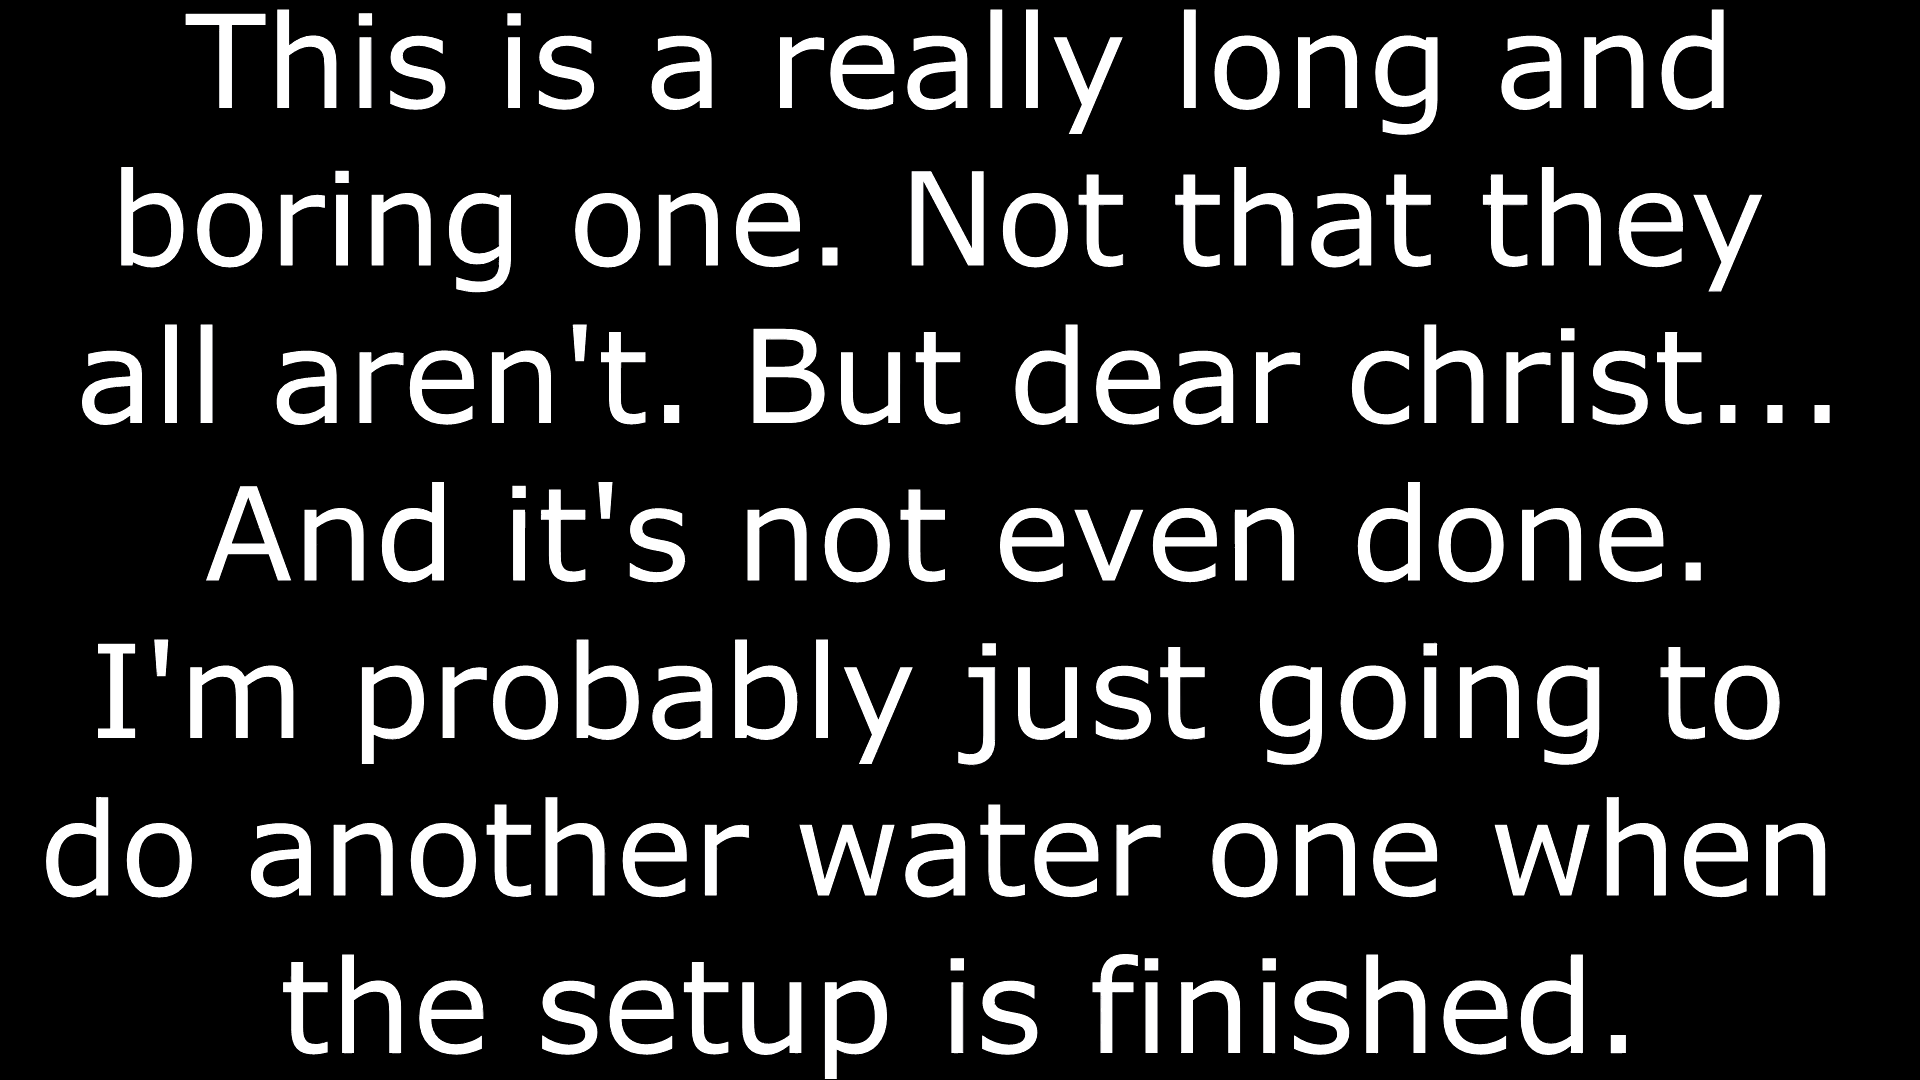 This is a really long and
boring one. Not that they
all aren't. But dear christ...
And it's not even done.
I'm probably just going to
do another water one when
the setup is finished.